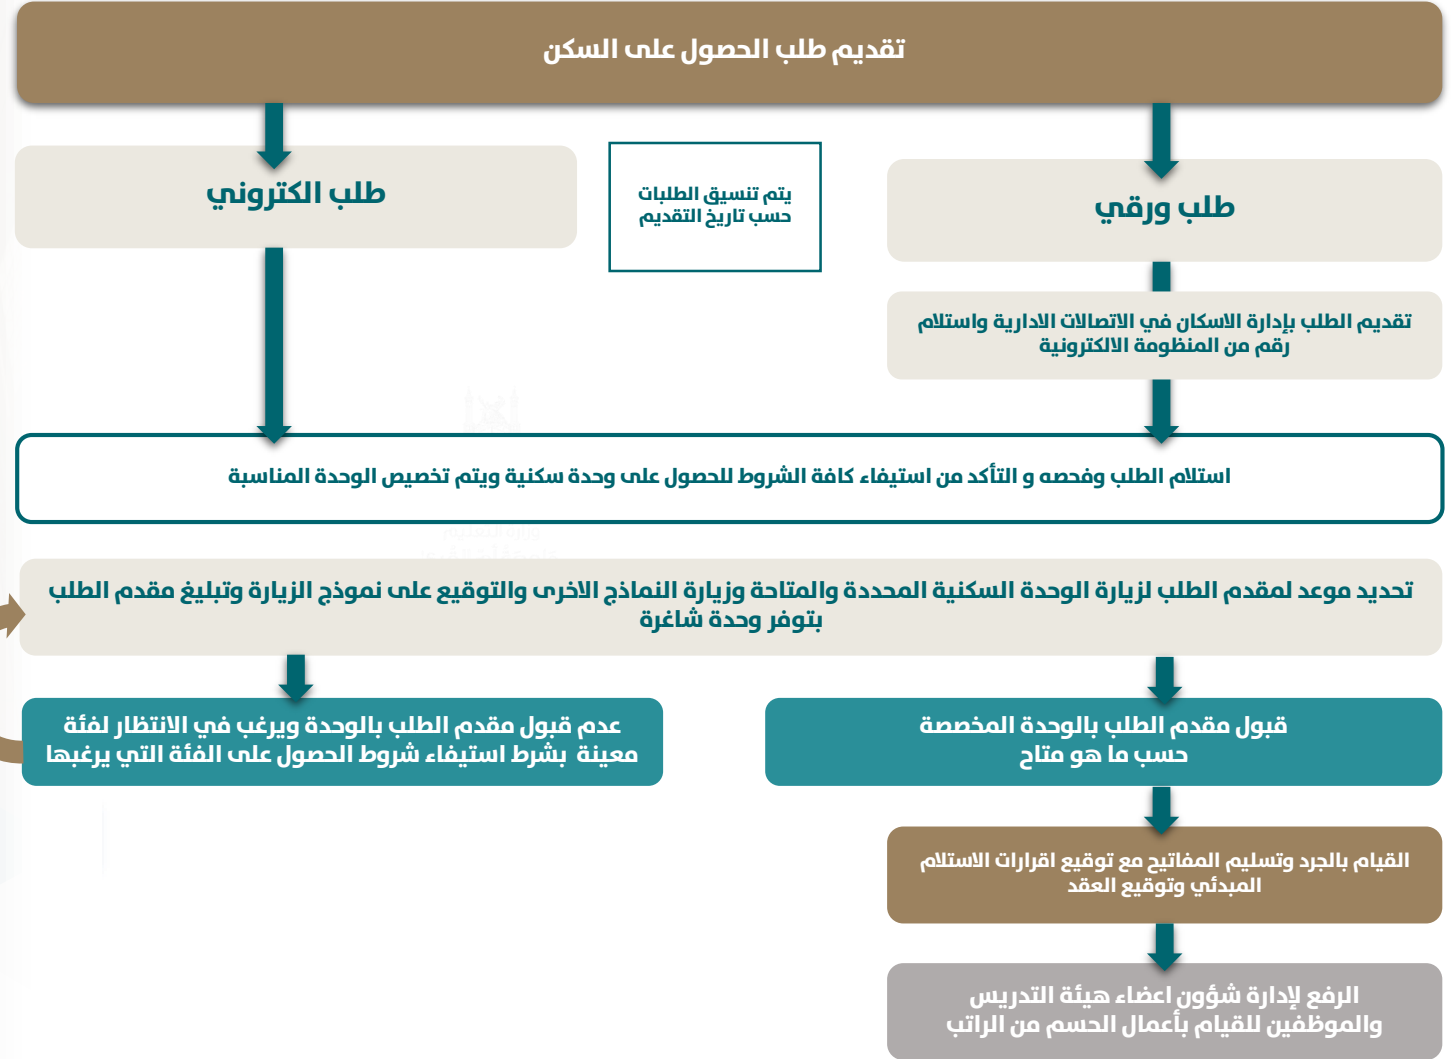 تقديم طلب الحصول على السكن
طلب ورقي
يتم تنسيق الطلبات
حسب تاريخ التقديم
طلب الكتروني
تقديم الطلب بإدارة الاسكان في الاتصالات الادارية واستلام
رقم من المنظومة الالكترونية
استلام الطلب وفحصه و التأكد من استيفاء كافة الشروط للحصول على وحدة سكنية ويتم تخصيص الوحدة المناسبة
تحديد موعد لمقدم الطلب لزيارة الوحدة السكنية المحددة والمتاحة وزيارة النماذج الاخرى والتوقيع على نموذج الزيارة وتبليغ مقدم الطلب
بتوفر وحدة شاغرة
قبول مقدم الطلب بالوحدة المخصصة
حسب ما هو متاح
عدم قبول مقدم الطلب بالوحدة ويرغب في الانتظار لفئة
معينة بشرط استيفاء شروط الحصول على الفئة التي يرغبها
القيام بالجرد وتسليم المفاتيح مع توقيع اقرارات الاستلام
المبدئي وتوقيع العقد
الرفع لإدارة شؤون اعضاء هيئة التدريس
والموظفين للقيام بأعمال الحسم من الراتب